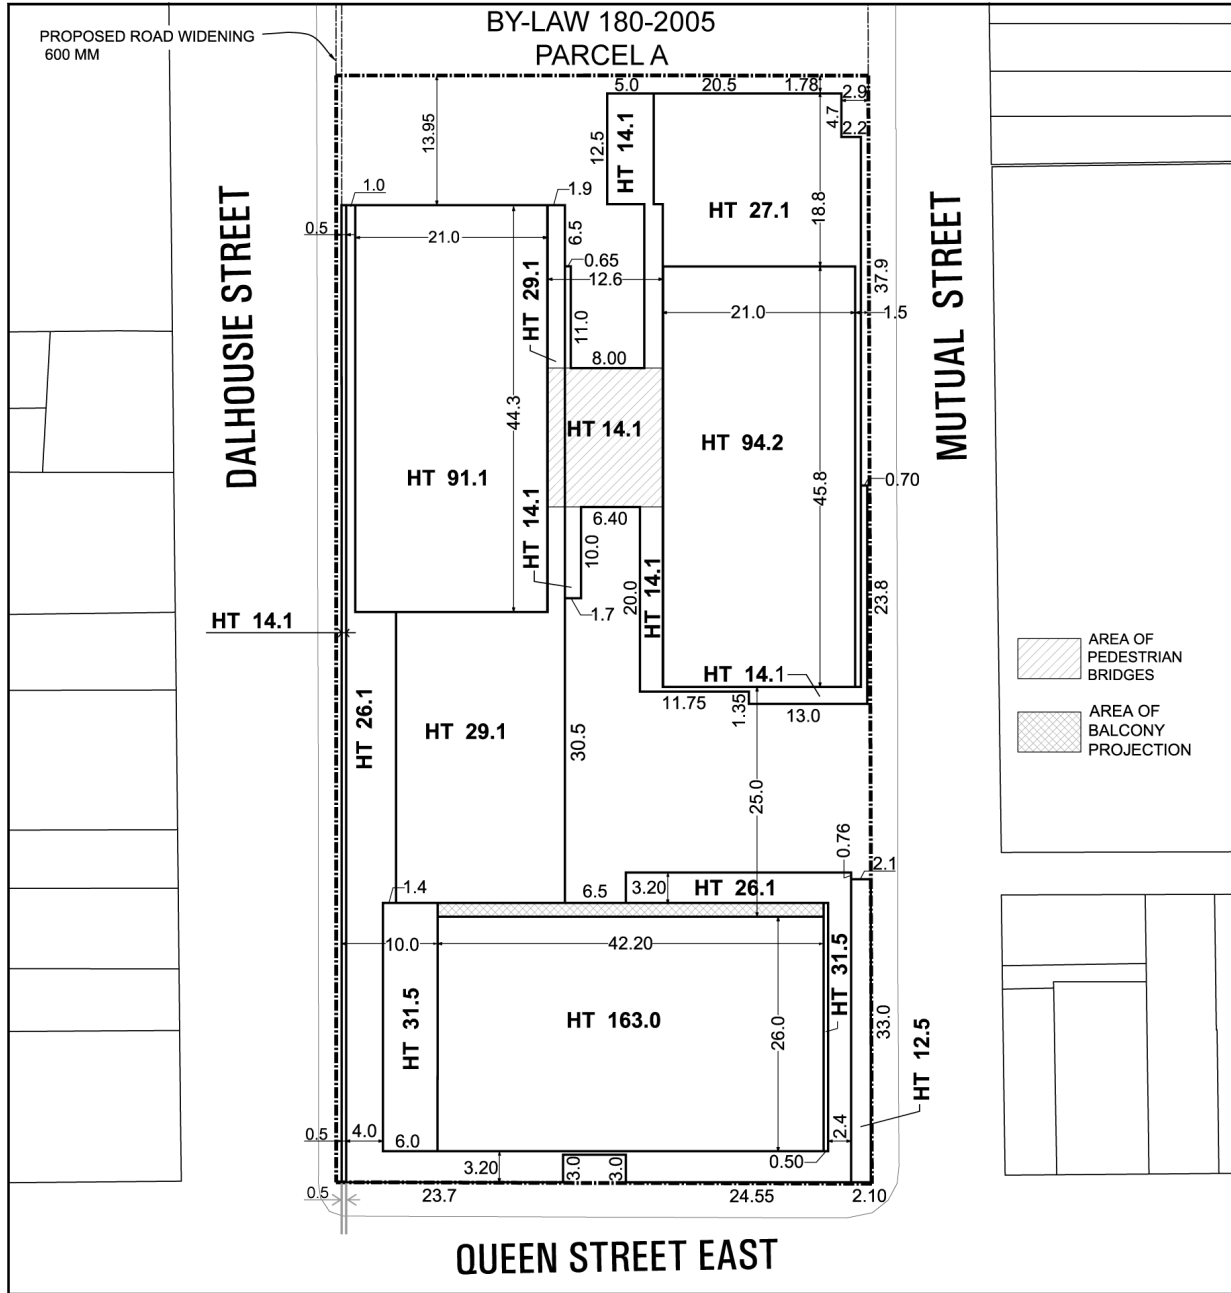 BY-LAW 180-2005
PARCEL A
PROPOSED ROAD WIDENING
600 MM
5.0
20.5
1.78
2.9
4.7
2.2
13.95
12.5
HT 14.1
1.0
1.9
HT 27.1
18.8
0.5
21.0
6.5
0.65
12.6
HT 29.1
11.0
37.9
21.0
1.5
8.00
DALHOUSIE STREET
MUTUAL STREET
44.3
HT 14.1
HT 94.2
HT 91.1
45.8
0.70
HT 14.1
6.40
10.0
20.0
HT 14.1
1.7
23.8
HT 14.1
HT 14.1
11.75
1.35
13.0
AREA OF
PEDESTRIAN
BRIDGES
AREA OF
BALCONY
PROJECTION
HT 26.1
HT 29.1
30.5
25.0
0.76
2.1
1.4
6.5
3.20
HT 26.1
10.0
42.20
HT 31.5
HT 31.5
HT 163.0
26.0
33.0
HT 12.5
0.5
4.0
6.0
2.4
3.20
3.0
3.0
0.50
0.5
23.7
24.55
2.10
QUEEN STREET EAST